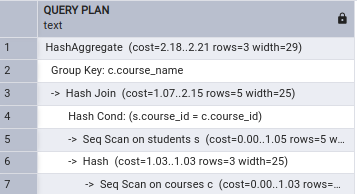 QUERY PLAN
text
1 HashAggregate (cost=2.18..2.21 rows=3 width=29)
2 Group Key: c.course_name
3 -> Hash Join (cost=1.07..2.15 rows=5 width=25)
4 Hash Cond: (s.course_id = c.course_id)
5 -> Seq Scan on students s (cost=0.00..1.05 rows=5 w...
6 -> Hash (cost=1.03..1.03 rows=3 width=25)
7 -> Seq Scan on courses c (cost=0.00..1.03 rows=...